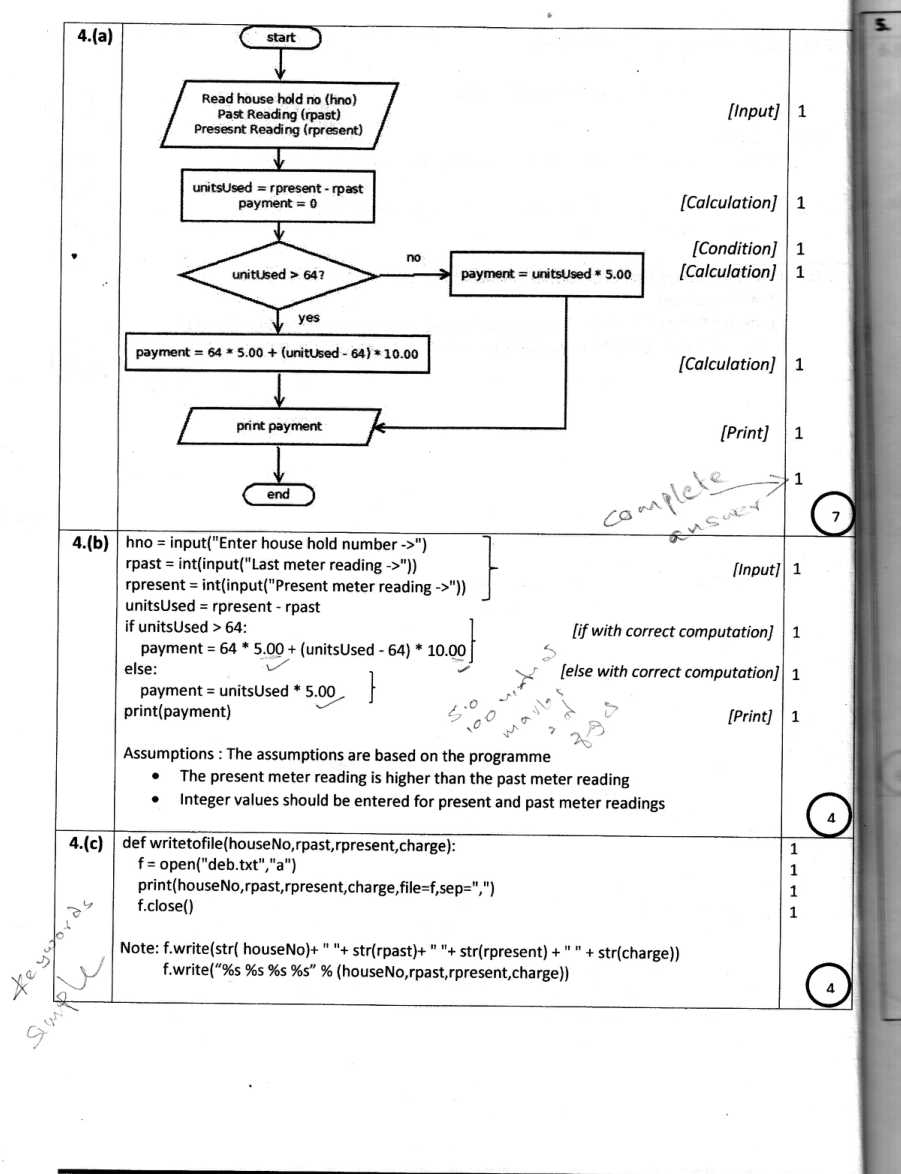 5.
4.(a)
start
Read house hold no (hno)
Past Reading (rpast)
Presesnt Reading (rpresent)
[Input] 1
unitsUsed = rpresent - rpast
payment = 0
[Calculation] 1
[Condition] 1
unitUsed > 64?
no
payment = unitsUsed * 5.00
[Calculation] 1
yes
payment = 64 * 5.00 + (unitUsed - 64) * 10.00
[Calculation] 1
print payment
[Print] 1
end
complete
answer
1
7
4.(b)
hno = input("Enter house hold number ->")
rpast = int(input("Last meter reading ->"))
rpresent = int(input("Present meter reading ->"))
[Input] 1
unitsUsed = rpresent - rpast
if unitsUsed > 64:
[if with correct computation] 1
payment = 64 * 5.00 + (unitsUsed - 64) * 10.00
else:
[else with correct computation] 1
payment = unitsUsed * 5.00
print(payment)
[Print] 1
5.0
Assumptions : The assumptions are based on the programme
• The present meter reading is higher than the past meter reading
• Integer values should be entered for present and past meter readings
4
4.(c)
def writetofile(houseNo,rpast,rpresent,charge): 1
f = open("deb.txt","a") 1
print(houseNo,rpast,rpresent,charge,file=f,sep=",") 1
f.close() 1
Note: f.write(str( houseNo)+ " "+ str(rpast)+ " "+ str(rpresent) + " " + str(charge))
f.write("%s %s %s %s" % (houseNo,rpast,rpresent,charge))
4
keywords
simple